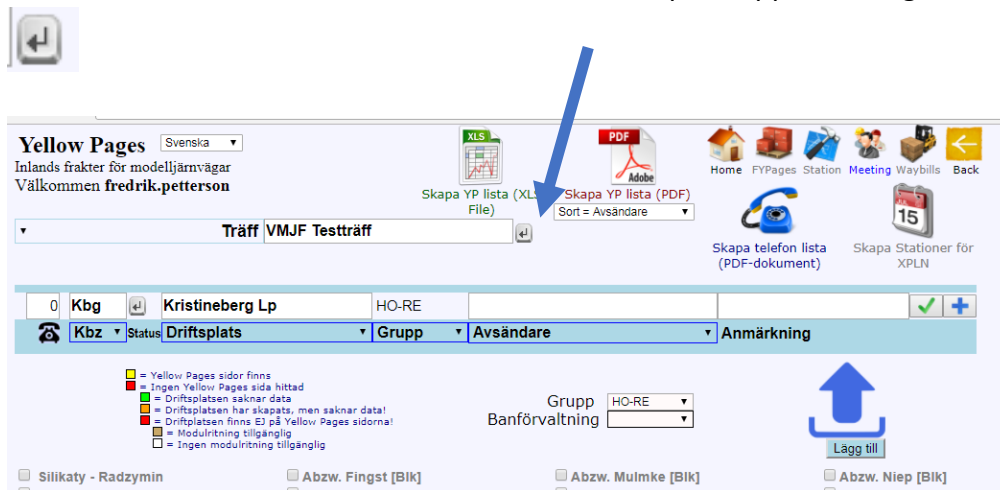 Yellow Pages Svenska
Inlands frakter för modelljärnvägar
Välkommen fredrik.petterson
XLS
Skapa YP lista (XLS
File)
PDF
Adobe
Skapa YP lista (PDF)
Sort = Avsändare
Home FYPages Station Meeting Waybills Back
Skapa telefon lista
(PDF-dokument)
15
Skapa Stationer för
XPLN
Träff VMJF Testträff
0 Kbg Kristineberg Lp HO-RE
Kbz Status Driftsplats Grupp Avsändare Anmärkning
= Yellow Pages sidor finns
= Ingen Yellow Pages sida hittad
= Driftsplatsen saknar data
= Driftsplatsen har skapats, men saknar data!
= Driftplatsen finns EJ på Yellow Pages sidorna!
= Modulritning tillgänglig
= Ingen modulritning tillgänglig
Grupp HO-RE
Banförvaltning
Lägg till
Silikaty - Radzymin Abzw. Fingst [Blk] Abzw. Mulmke [Blk] Abzw. Niep [Blk]